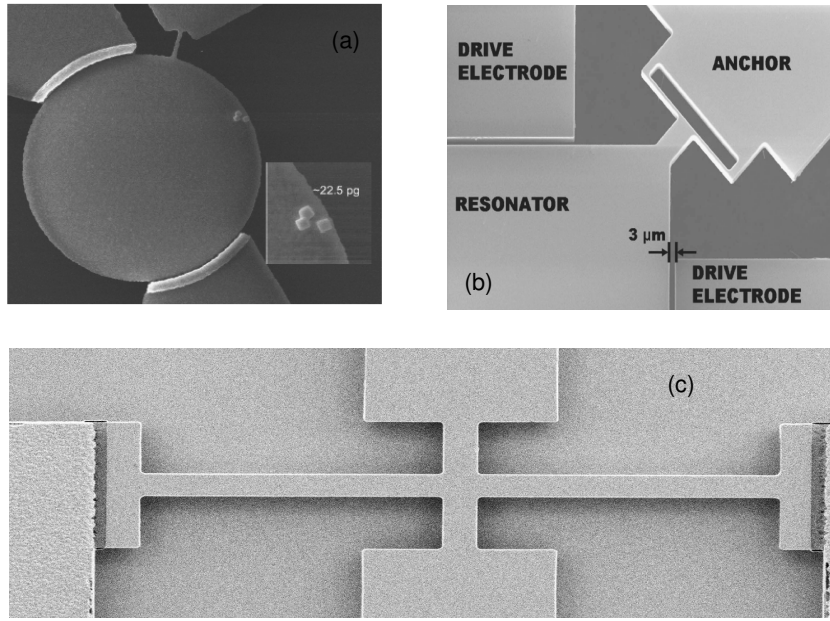 (a)
~22.5 pg
DRIVE
ELECTRODE
ANCHOR
RESONATOR
3 µm
(b)
DRIVE
ELECTRODE
(c)